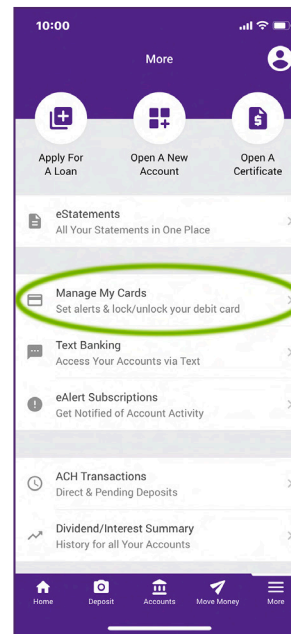 10:00
More
Apply For
A Loan
Open A New
Account
Open A
Certificate
eStatements
All Your Statements in One Place
Manage My Cards
Set alerts & lock/unlock your debit card
Text Banking
Access Your Accounts via Text
eAlert Subscriptions
Get Notified of Account Activity
ACH Transactions
Direct & Pending Deposits
Dividend/Interest Summary
History for all Your Accounts
Home
Deposit
Accounts
Move Money
More